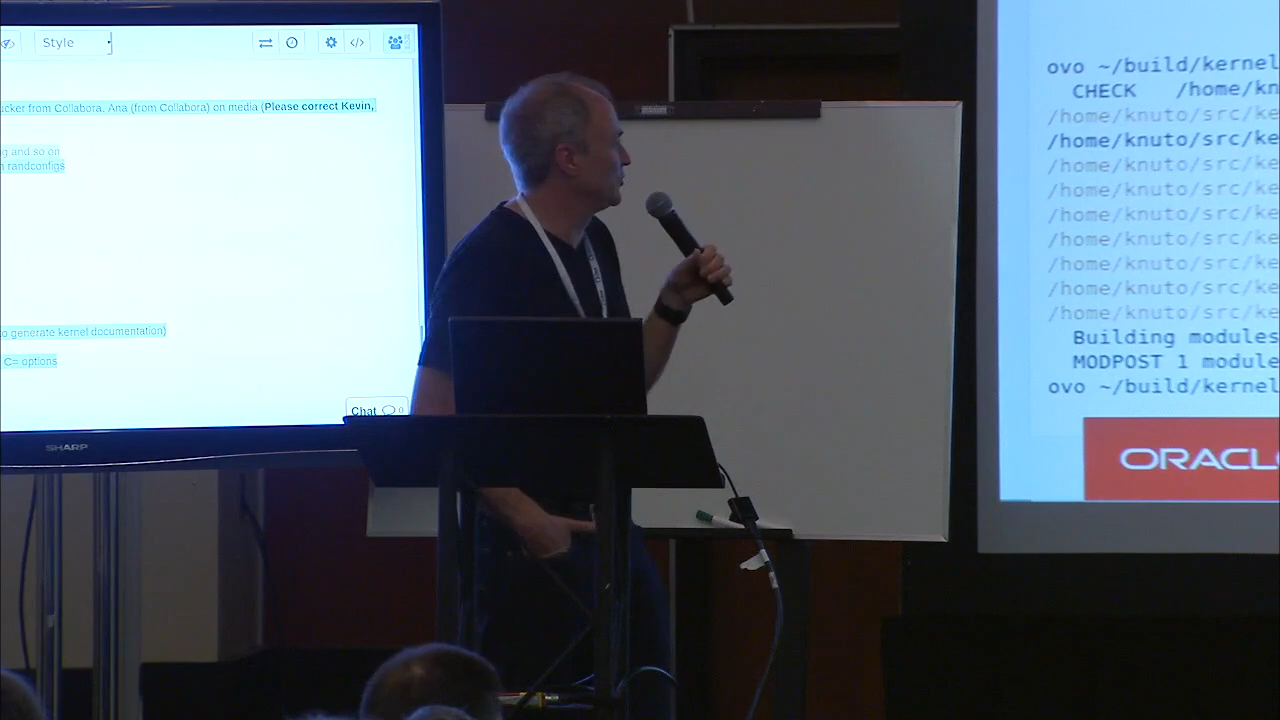 Style
ucker from Collabora. Ana (from Collabora) on media (Please correct Kevin,
g and so on
randconfigs
to generate kernel documentation)
C= options
Chat 0
SHARP
ovo ~/build/kernel
CHECK /home/kn
/home/knuto/src/ke
/home/knuto/src/ke
/home/knuto/src/ke
/home/knuto/src/ke
/home/knuto/src/ke
/home/knuto/src/ke
/home/knuto/src/ke
/home/knuto/src/ke
/home/knuto/src/ke
Building modules
MODPOST 1 module
ovo ~/build/kernel
ORACL